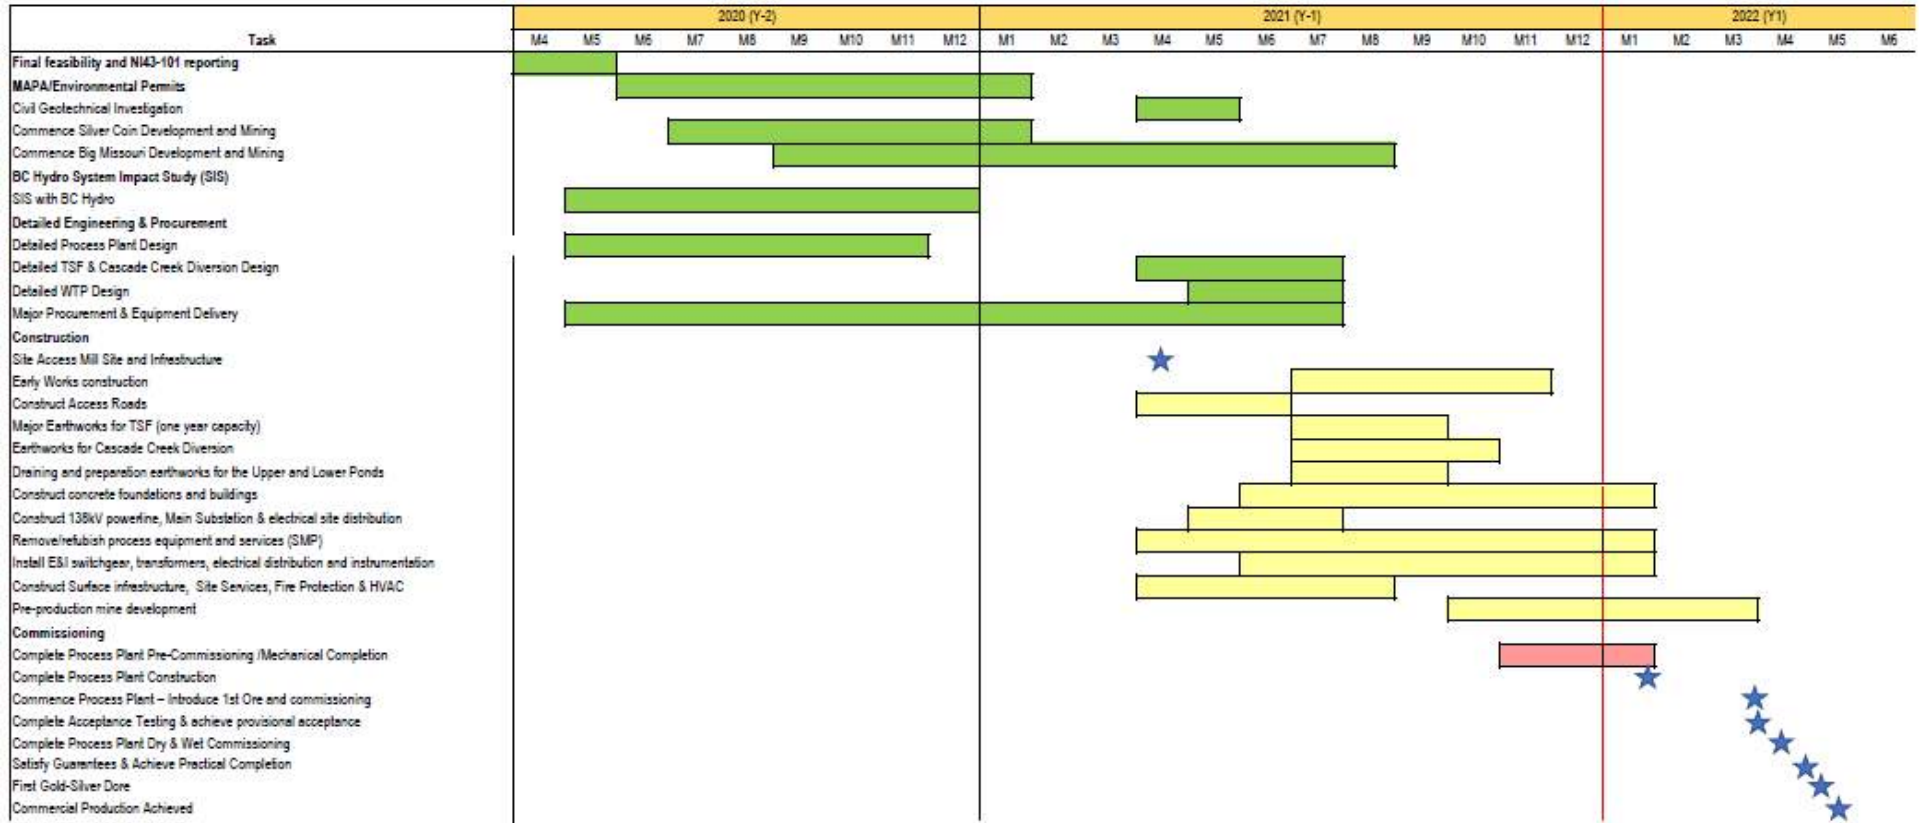 2020 (Y-2) 2021 (Y-1) 2022 (Y1)
Task M4 M5 M6 M7 M8 M9 M10 M11 M12 M1 M2 M3 M4 M5 M6 M7 M8 M9 M10 M11 M12 M1 M2 M3 M4 M5 M6
Final feasibility and NI43-101 reporting
MAPA/Environmental Permits
Civil Geotechnical Investigation
Commence Silver Coin Development and Mining
Commence Big Missouri Development and Mining
BC Hydro System Impact Study (SIS)
SIS with BC Hydro
Detailed Engineering & Procurement
Detailed Process Plant Design
Detailed TSF & Cascade Creek Diversion Design
Detailed WTP Design
Major Procurement & Equipment Delivery
Construction
Site Access Mill Site and Infrastructure
Early Works construction
Construct Access Roads
Major Earthworks for TSF (one year capacity)
Earthworks for Cascade Creek Diversion
Draining and preparation earthworks for the Upper and Lower Ponds
Construct concrete foundations and buildings
Construct 138kV powerline, Main Substation & electrical site distribution
Remove/refubish process equipment and services (SMP)
Install E&I switchgear, transformers, electrical distribution and instrumentation
Construct Surface infrastructure, Site Services, Fire Protection & HVAC
Pre-production mine development
Commissioning
Complete Process Plant Pre-Commissioning /Mechanical Completion
Complete Process Plant Construction
Commence Process Plant – Introduce 1st Ore and commissioning
Complete Acceptance Testing & achieve provisional acceptance
Complete Process Plant Dry & Wet Commissioning
Satisfy Guarantees & Achieve Practical Completion
First Gold-Silver Dore
Commercial Production Achieved